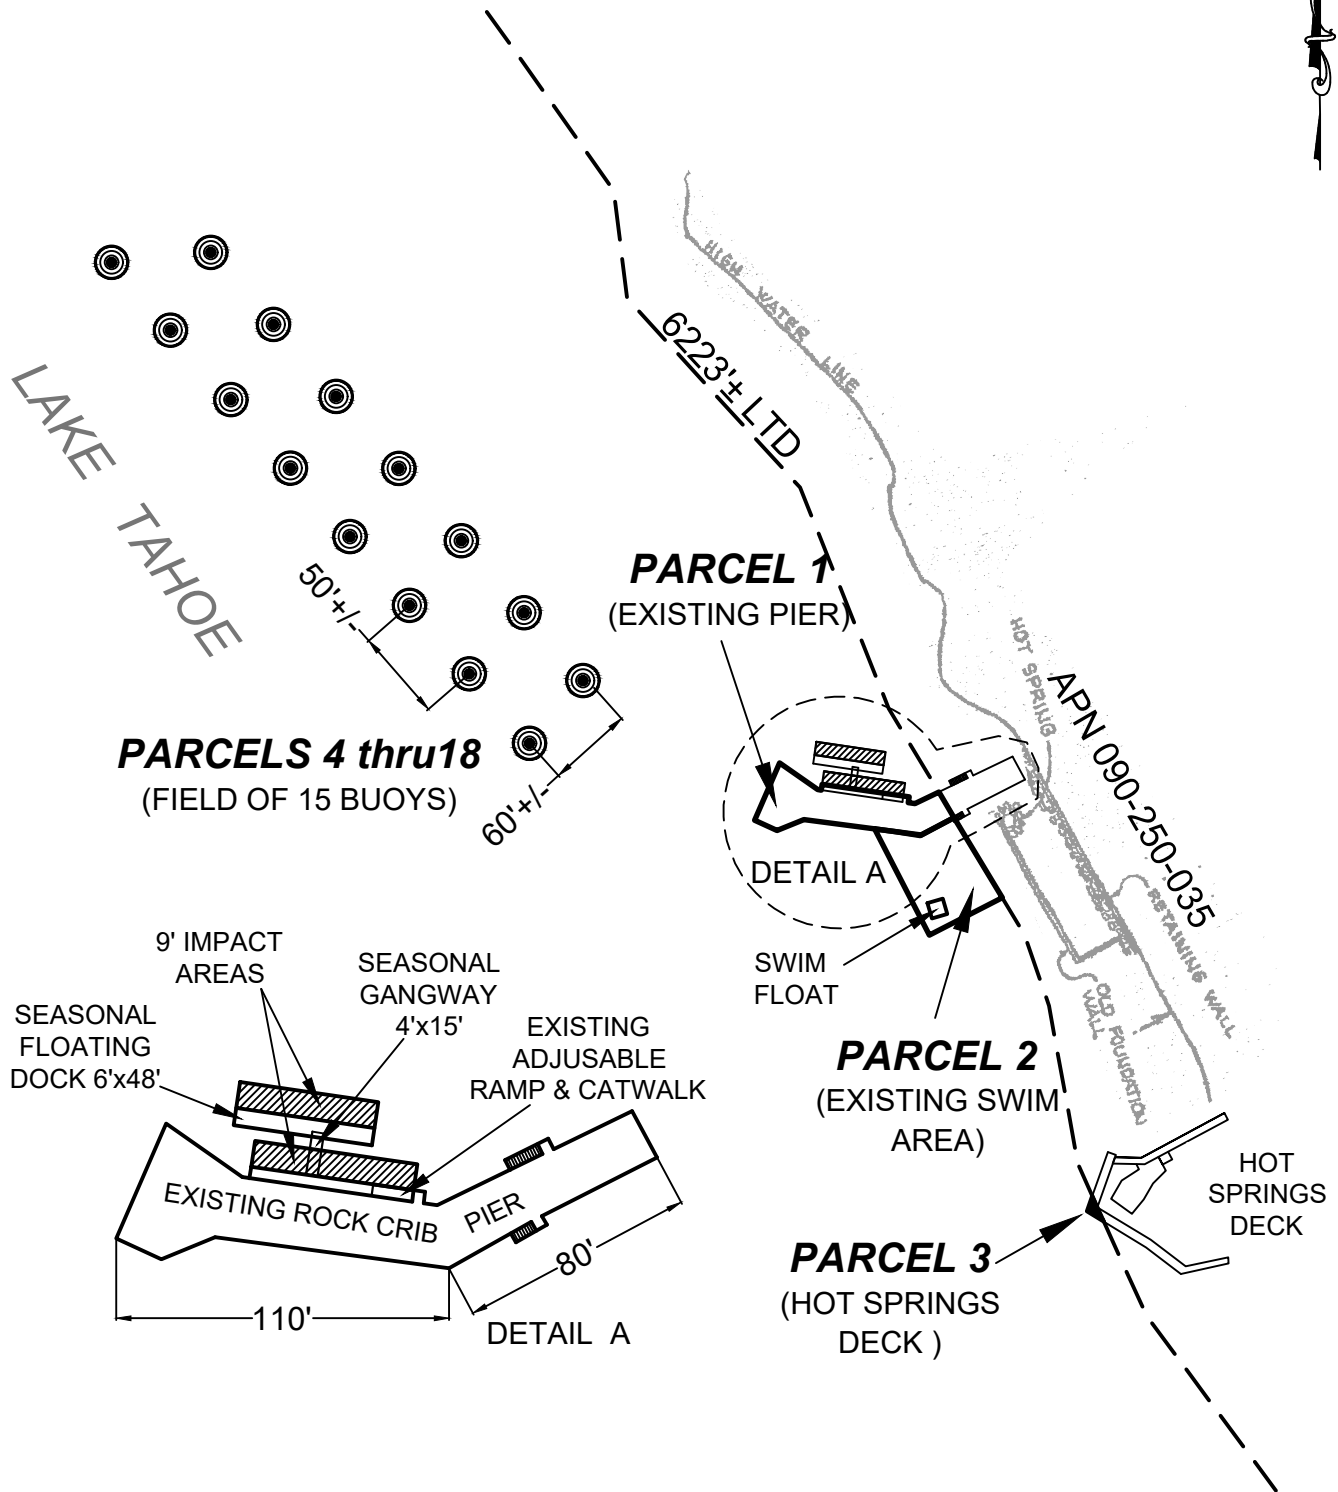 HIGH WATER LINE
6223'± LTD
LAKE TAHOE
PARCEL 1
(EXISTING PIER)
50'+/-
HOT SPRING
APN 090-250-035
PARCELS 4 thru18
(FIELD OF 15 BUOYS)
60'+/-
DETAIL A
RETAINING WALL
SWIM
FLOAT
OLD FOUNDATION
WALL
9' IMPACT
AREAS
SEASONAL
GANGWAY
4'x15'
SEASONAL
FLOATING
DOCK 6'x48'
EXISTING
ADJUSABLE
RAMP & CATWALK
PARCEL 2
(EXISTING SWIM
AREA)
EXISTING ROCK CRIB PIER
80'
110'
DETAIL A
HOT
SPRINGS
DECK
PARCEL 3
(HOT SPRINGS
DECK )